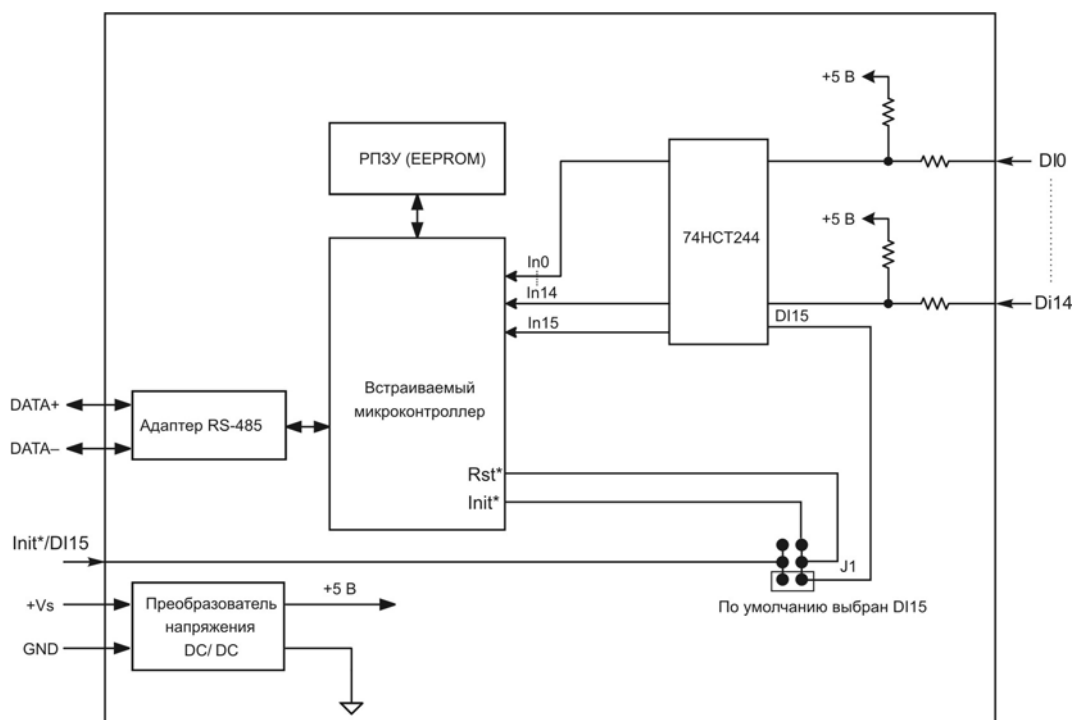 +5 В
РПЗУ (EEPROM)
DI0
74HCT244
+5 В
In0
In14
Di14
DI15
In15
Встраиваемый
микроконтроллер
DATA+
Адаптер RS-485
DATA–
Rst*
Init*
Init*/DI15
J1
+Vs
Преобразователь
напряжения
DC/ DC
+5 В
По умолчанию выбран DI15
GND